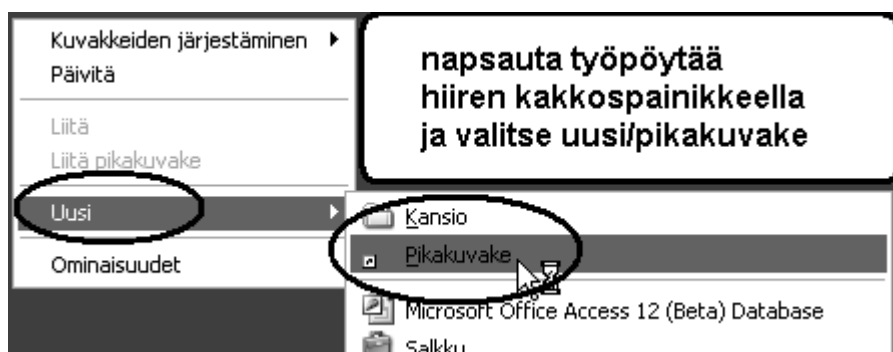 Kuvakkeiden järjestäminen
Päivitä
Liitä
Liitä pikakuvake
Uusi
Ominaisuudet
napsauta työpöytää
hiiren kakkospainikkeella
ja valitse uusi/pikakuvake
Kansio
Pikakuvake
Microsoft Office Access 12 (Beta) Database
Salkku